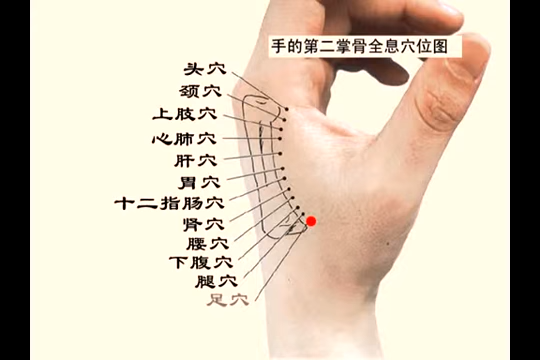 手的第二掌骨全息穴位图
头穴
颈穴
上肢穴
心肺穴
肝穴
胃穴
十二指肠穴
肾穴
腰穴
下腹穴
腿穴
足穴